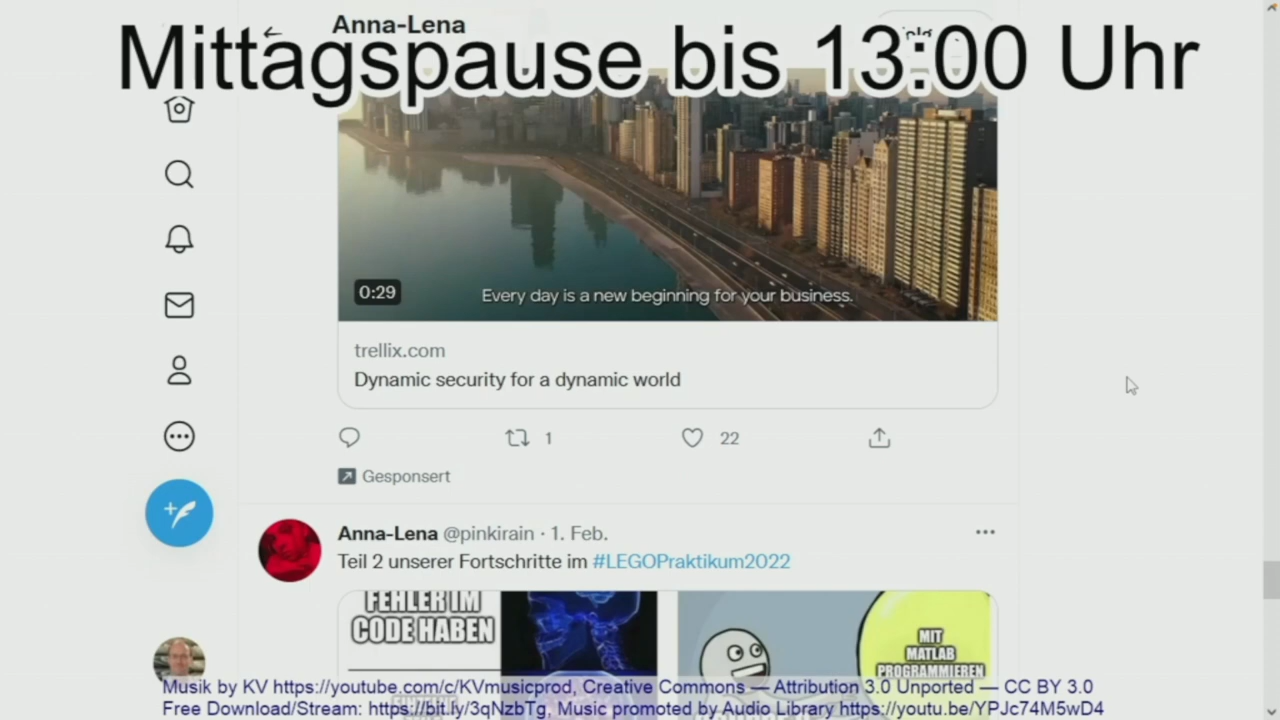 Anna-Lena
Mittagspause bis 13:00 Uhr
0:29
Every day is a new beginning for your business.
trellix.com
Dynamic security for a dynamic world
1
22
Gesponsert
Anna-Lena @pinkirain · 1. Feb.
Teil 2 unserer Fortschritte im #LEGOPraktikum2022
FEHLER IM
CODE HABEN
MIT
MATLAB
PROGRAMMIEREN
Musik by KV https://youtube.com/c/KVmusicprod, Creative Commons — Attribution 3.0 Unported — CC BY 3.0
Free Download/Stream: https://bit.ly/3qNzbTg, Music promoted by Audio Library https://youtu.be/YPJc74M5wD4